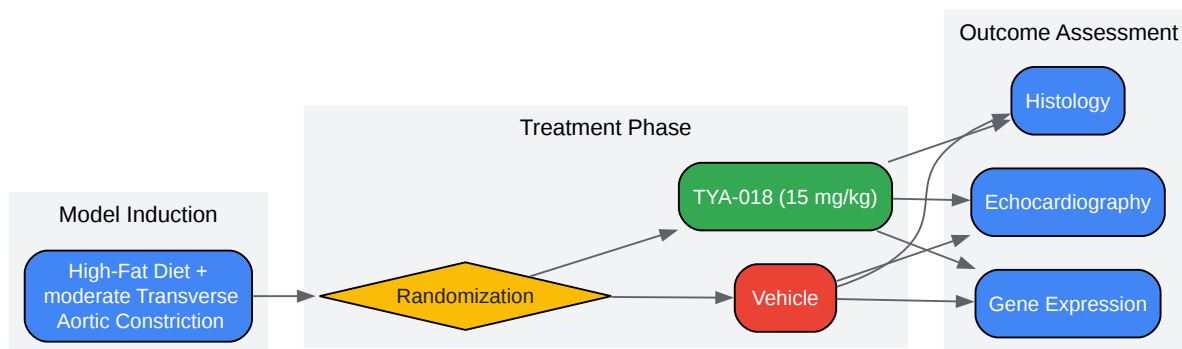 Model Induction
High-Fat Diet +
moderate Transverse
Aortic Constriction
Treatment Phase
Randomization
TYA-018 (15 mg/kg)
Vehicle
Outcome Assessment
Histology
Echocardiography
Gene Expression